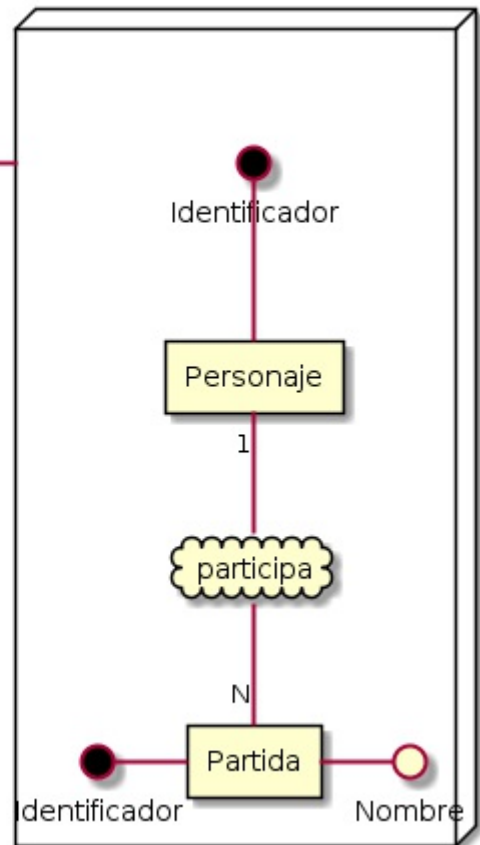 Identificador
Personaje
1
participa
N
Partida
Identificador
Nombre